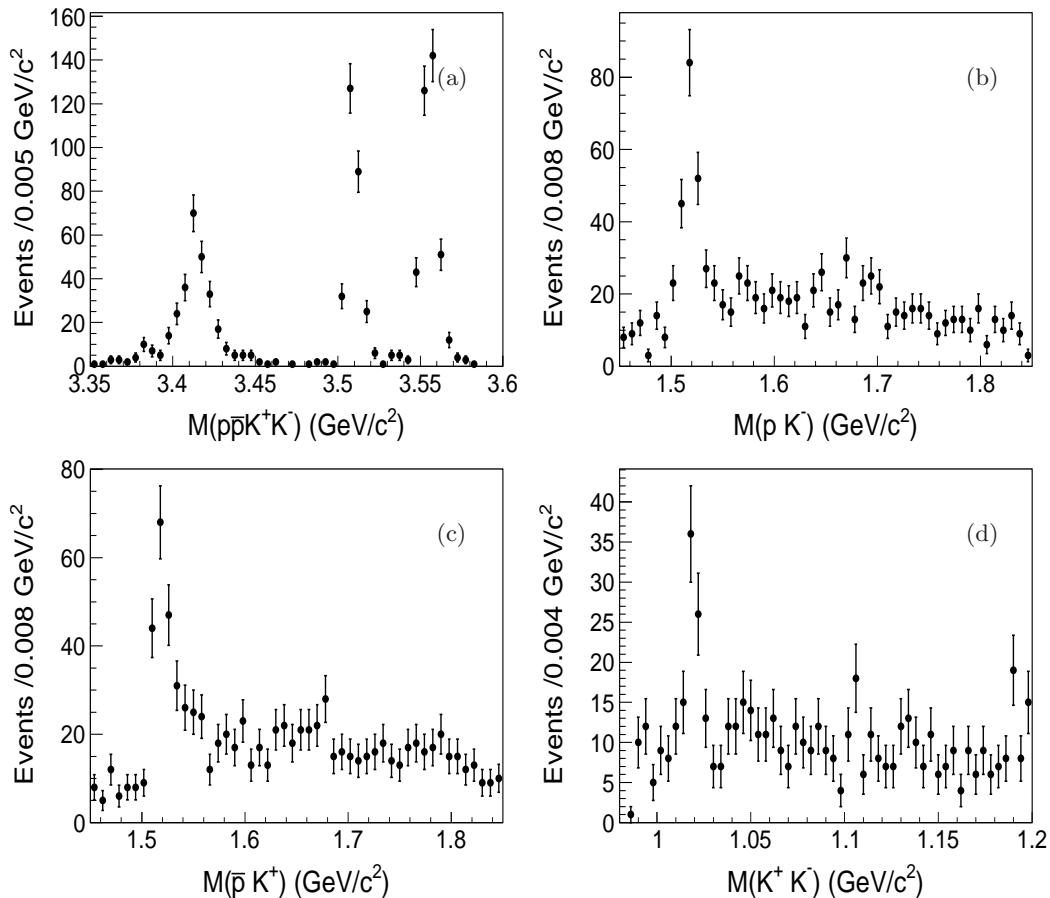 Events /0.005 GeV/c²
160
140
120
100
80
60
40
20
0
(a)
3.35 3.4 3.45 3.5 3.55 3.6
M(pp̅K⁺K⁻) (GeV/c²)
Events /0.008 GeV/c²
80
60
40
20
0
(b)
1.5 1.6 1.7 1.8
M(p K⁻) (GeV/c²)
Events /0.008 GeV/c²
80
60
40
20
0
(c)
1.5 1.6 1.7 1.8
M(p̅ K⁺) (GeV/c²)
Events /0.004 GeV/c²
40
35
30
25
20
15
10
5
0
(d)
1 1.05 1.1 1.15 1.2
M(K⁺ K⁻) (GeV/c²)